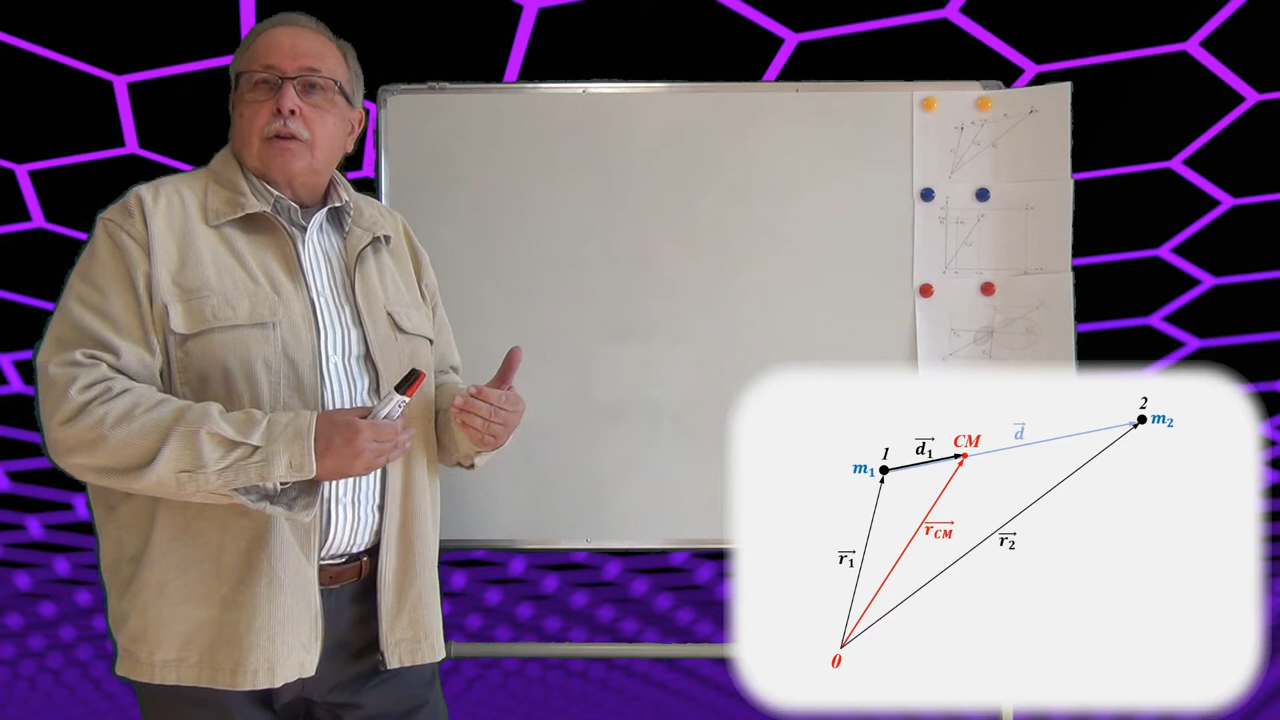 2
m₂
d⃗
CM
d₁⃗
1
m₁
r_CM⃗
r₂⃗
r₁⃗
0